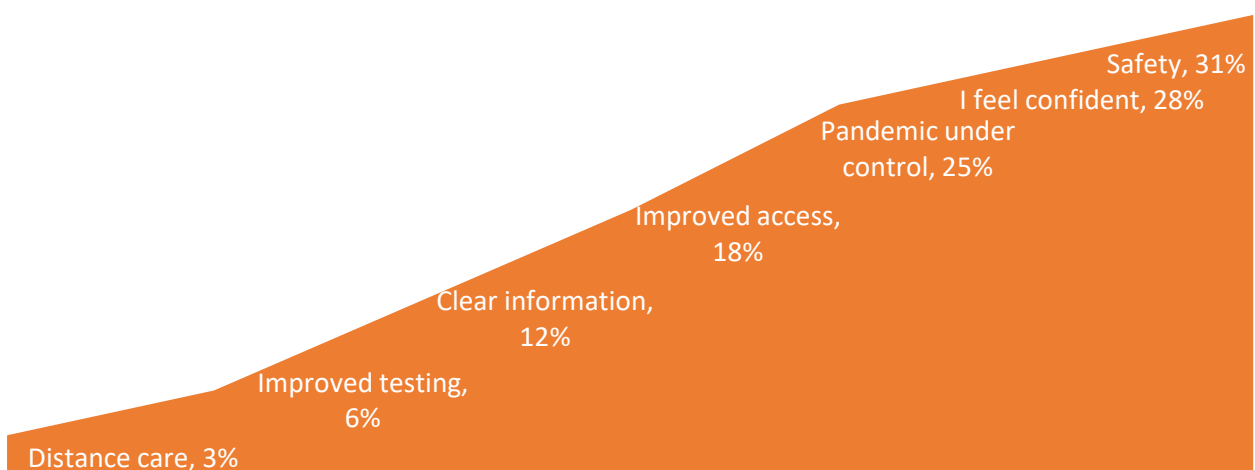 Safety, 31%
I feel confident, 28%
Pandemic under
control, 25%
Improved access,
18%
Clear information,
12%
Improved testing,
6%
Distance care, 3%